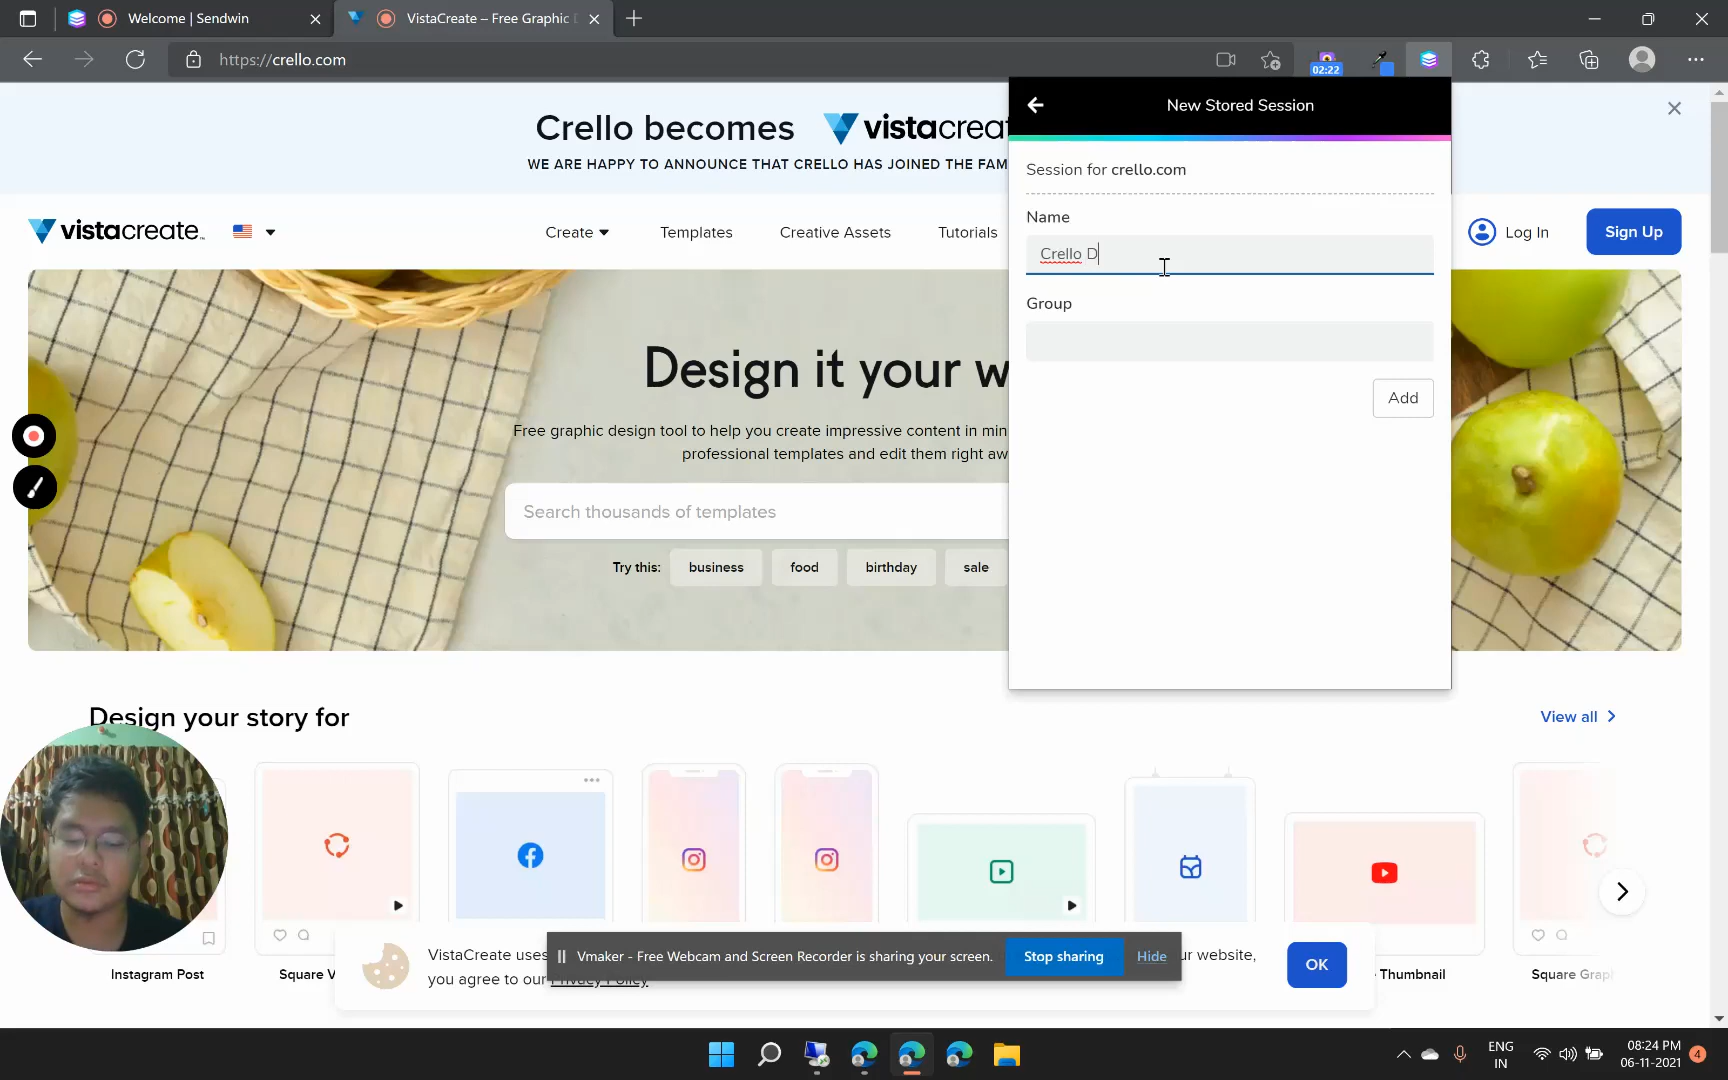 Welcome | Sendwin
VistaCreate – Free Graphic D
https://crello.com
02:22
Crello becomes vistacreat
WE ARE HAPPY TO ANNOUNCE THAT CRELLO HAS JOINED THE FAM
New Stored Session
Session for crello.com
Name
Crello D
Group
Add
vistacreate
Create
Templates
Creative Assets
Tutorials
Log In
Sign Up
Design it your w
Free graphic design tool to help you create impressive content in min
professional templates and edit them right aw
Search thousands of templates
Try this:
business
food
birthday
sale
Design your story for
View all
Instagram Post
Square V
Thumbnail
Square Grap
VistaCreate uses
ur website,
you agree to our Privacy Policy
OK
Vmaker - Free Webcam and Screen Recorder is sharing your screen.
Stop sharing
Hide
ENG
IN
08:24 PM
06-11-2021
4